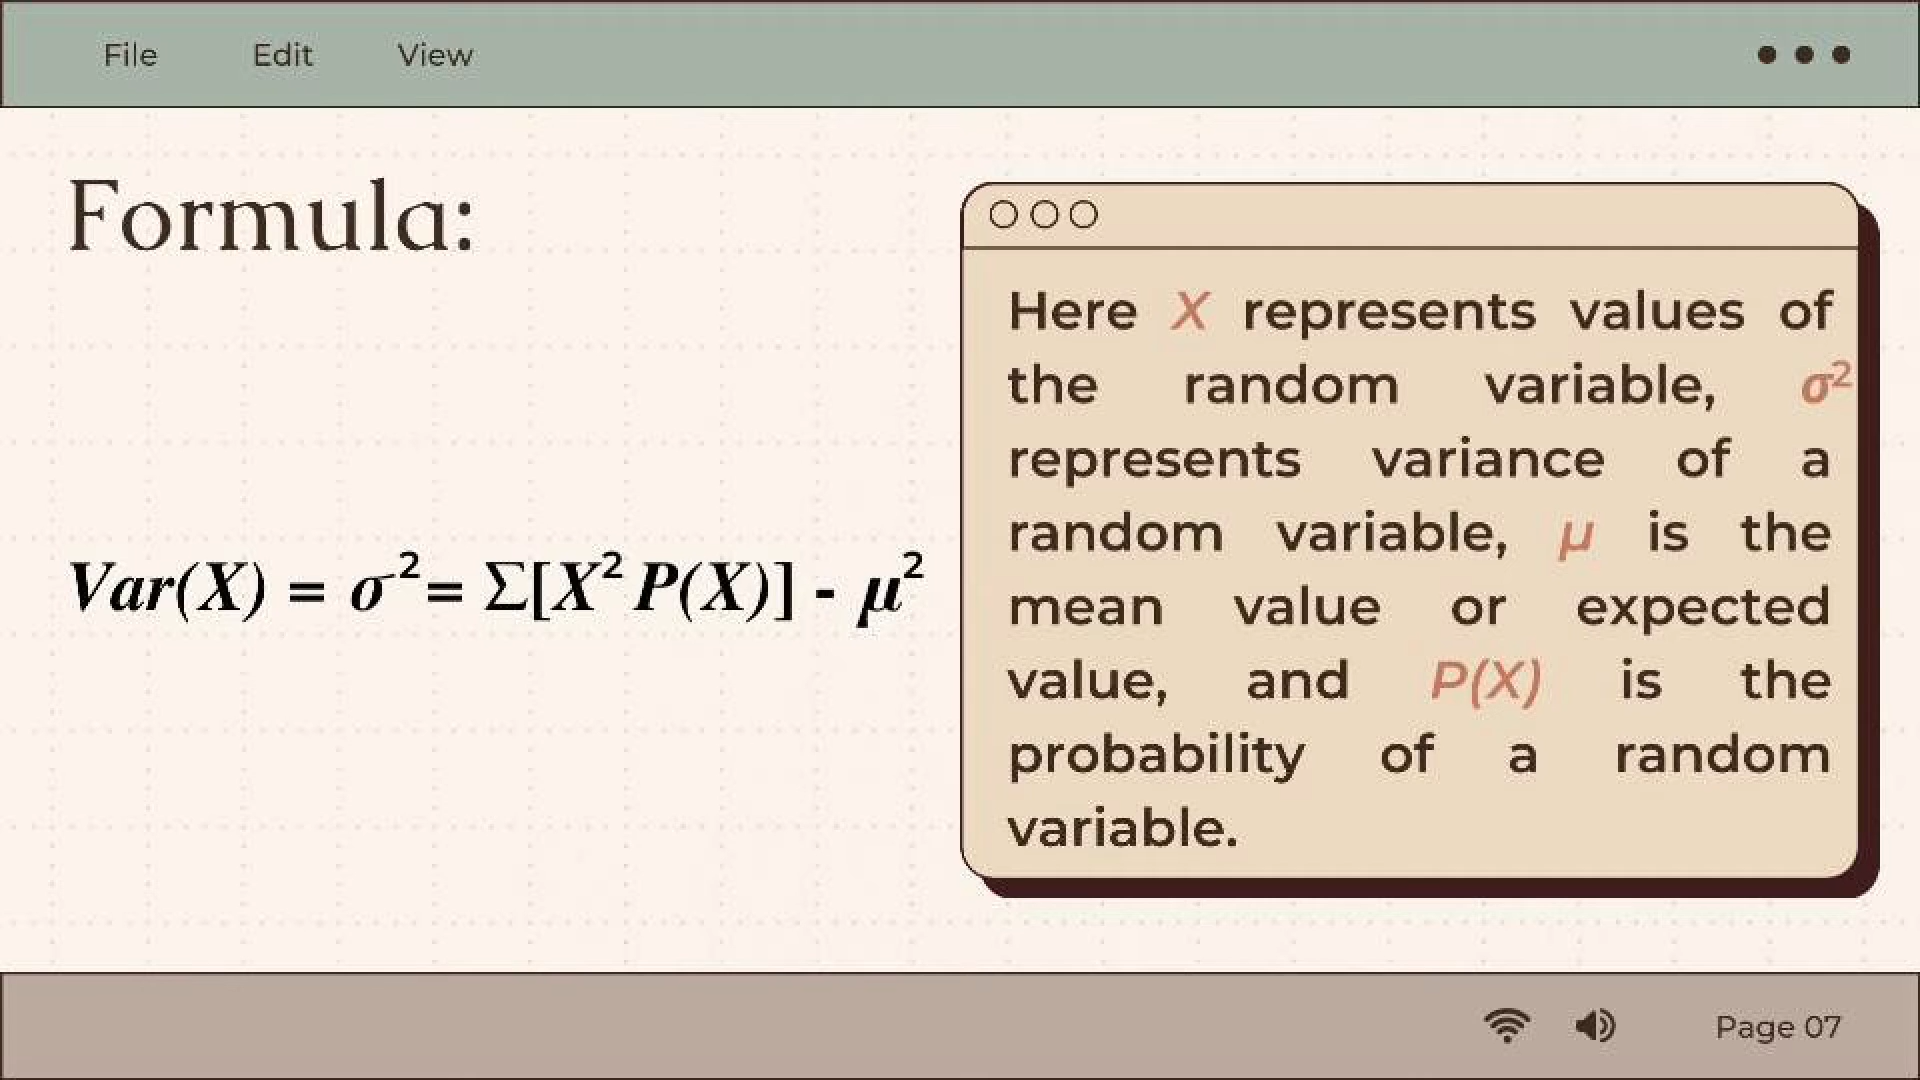 File Edit View
Formula:
Var(X) = σ²= Σ[X² P(X)] - μ²
Here X represents values of
the random variable, σ²
represents variance of a
random variable, μ is the
mean value or expected
value, and P(X) is the
probability of a random
variable.
Page 07